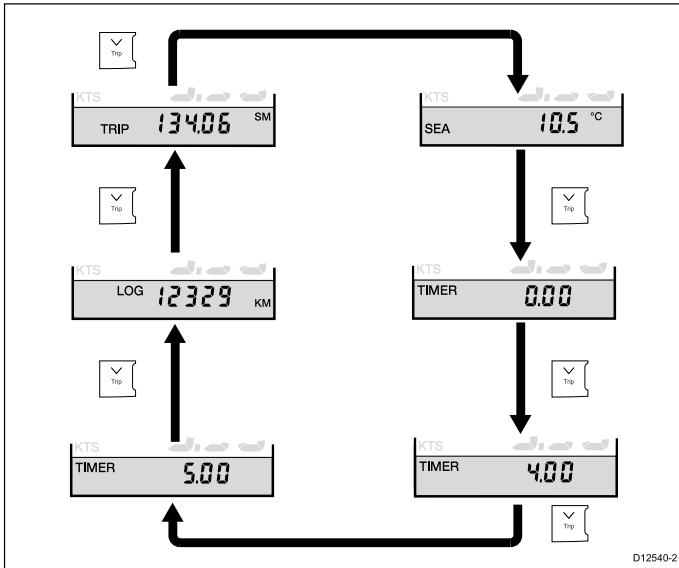 Trip
KTS KTS
TRIP 134.06 SM
SEA 10.5 °C
Trip
Trip
KTS KTS
LOG 12329 KM
TIMER 0.00
Trip
Trip
KTS KTS
TIMER 5.00
TIMER 4.00
Trip
D12540-2